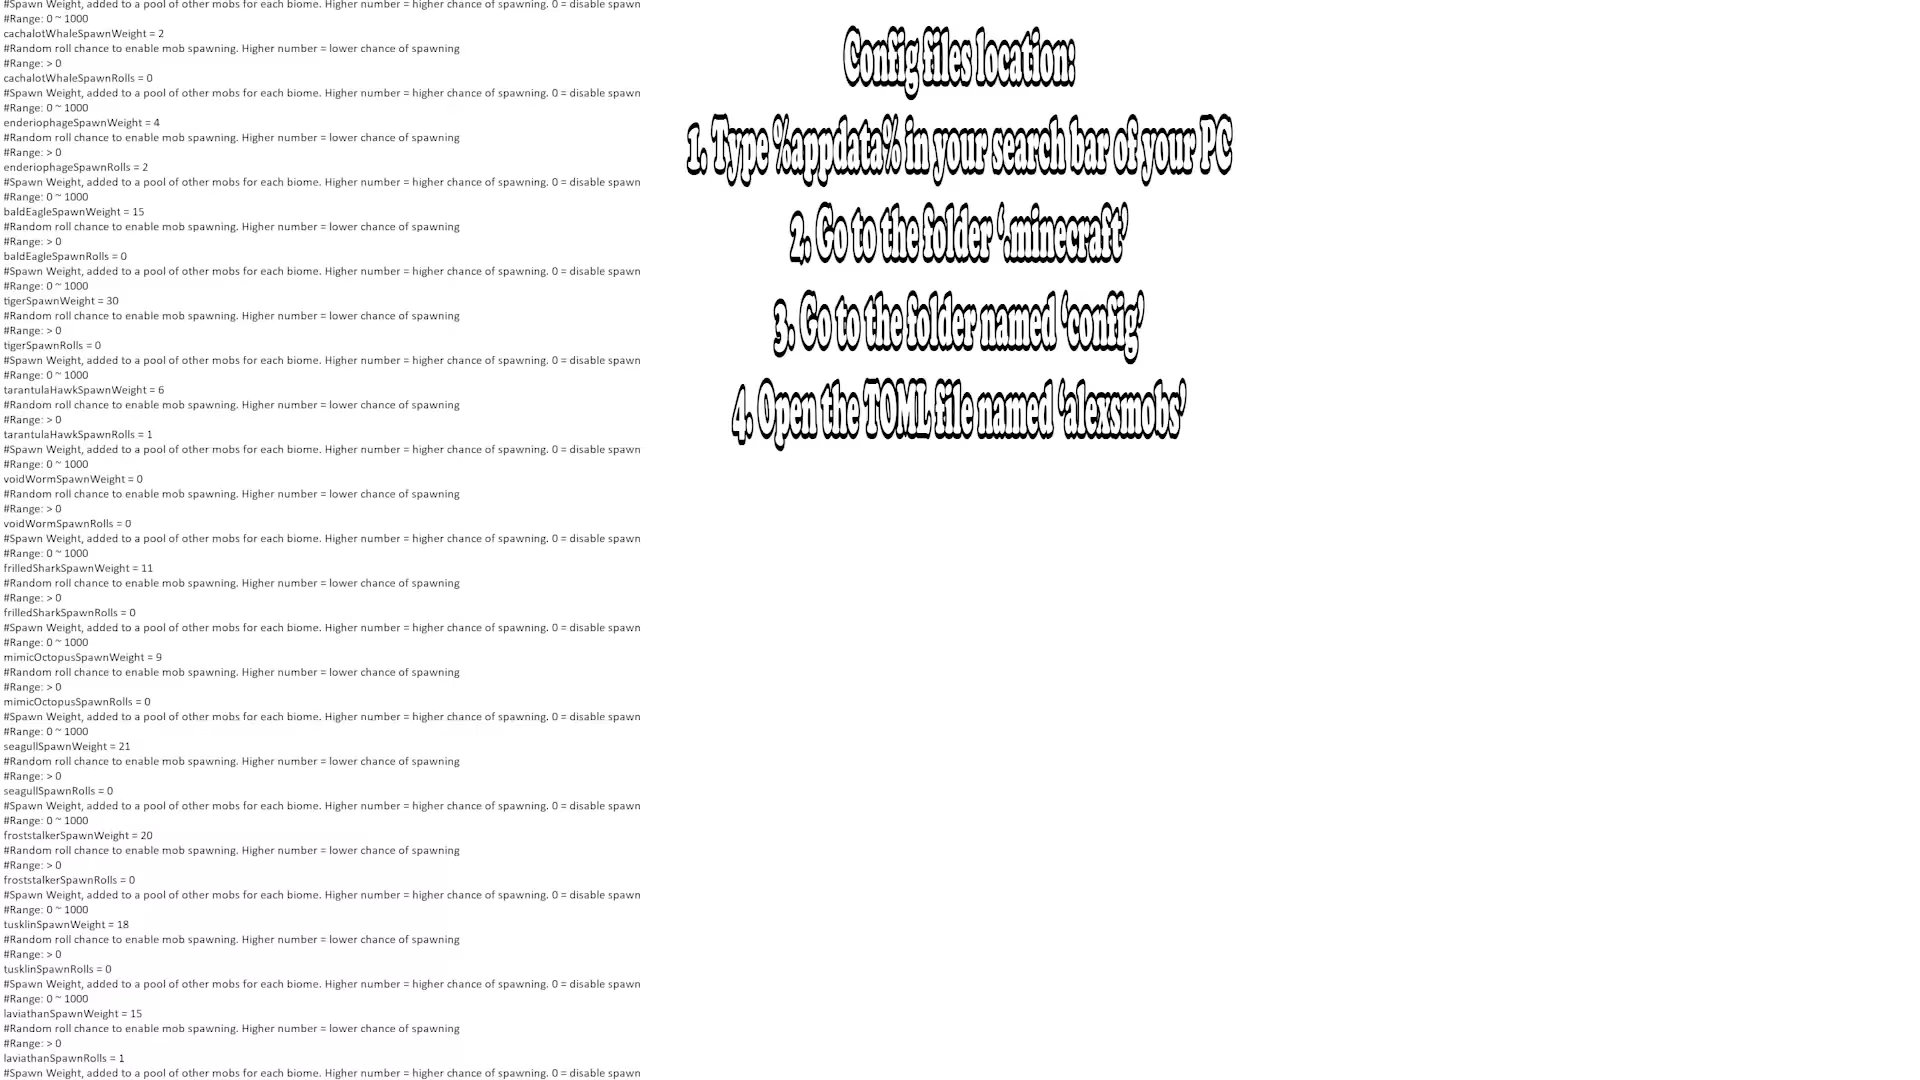 #Spawn Weight, added to a pool of other mobs for each biome. Higher number = higher chance of spawning. 0 = disable spawn
#Range: 0 ~ 1000
cachalotWhaleSpawnWeight = 2
#Random roll chance to enable mob spawning. Higher number = lower chance of spawning
#Range: > 0
cachalotWhaleSpawnRolls = 0
#Spawn Weight, added to a pool of other mobs for each biome. Higher number = higher chance of spawning. 0 = disable spawn
#Range: 0 ~ 1000
enderiophageSpawnWeight = 4
#Random roll chance to enable mob spawning. Higher number = lower chance of spawning
#Range: > 0
enderiophageSpawnRolls = 2
#Spawn Weight, added to a pool of other mobs for each biome. Higher number = higher chance of spawning. 0 = disable spawn
#Range: 0 ~ 1000
baldEagleSpawnWeight = 15
#Random roll chance to enable mob spawning. Higher number = lower chance of spawning
#Range: > 0
baldEagleSpawnRolls = 0
#Spawn Weight, added to a pool of other mobs for each biome. Higher number = higher chance of spawning. 0 = disable spawn
#Range: 0 ~ 1000
tigerSpawnWeight = 30
#Random roll chance to enable mob spawning. Higher number = lower chance of spawning
#Range: > 0
tigerSpawnRolls = 0
#Spawn Weight, added to a pool of other mobs for each biome. Higher number = higher chance of spawning. 0 = disable spawn
#Range: 0 ~ 1000
tarantulaHawkSpawnWeight = 6
#Random roll chance to enable mob spawning. Higher number = lower chance of spawning
#Range: > 0
tarantulaHawkSpawnRolls = 1
#Spawn Weight, added to a pool of other mobs for each biome. Higher number = higher chance of spawning. 0 = disable spawn
#Range: 0 ~ 1000
voidWormSpawnWeight = 0
#Random roll chance to enable mob spawning. Higher number = lower chance of spawning
#Range: > 0
voidWormSpawnRolls = 0
#Spawn Weight, added to a pool of other mobs for each biome. Higher number = higher chance of spawning. 0 = disable spawn
#Range: 0 ~ 1000
frilledSharkSpawnWeight = 11
#Random roll chance to enable mob spawning. Higher number = lower chance of spawning
#Range: > 0
frilledSharkSpawnRolls = 0
#Spawn Weight, added to a pool of other mobs for each biome. Higher number = higher chance of spawning. 0 = disable spawn
#Range: 0 ~ 1000
mimicOctopusSpawnWeight = 9
#Random roll chance to enable mob spawning. Higher number = lower chance of spawning
#Range: > 0
mimicOctopusSpawnRolls = 0
#Spawn Weight, added to a pool of other mobs for each biome. Higher number = higher chance of spawning. 0 = disable spawn
#Range: 0 ~ 1000
seagullSpawnWeight = 21
#Random roll chance to enable mob spawning. Higher number = lower chance of spawning
#Range: > 0
seagullSpawnRolls = 0
#Spawn Weight, added to a pool of other mobs for each biome. Higher number = higher chance of spawning. 0 = disable spawn
#Range: 0 ~ 1000
froststalkerSpawnWeight = 20
#Random roll chance to enable mob spawning. Higher number = lower chance of spawning
#Range: > 0
froststalkerSpawnRolls = 0
#Spawn Weight, added to a pool of other mobs for each biome. Higher number = higher chance of spawning. 0 = disable spawn
#Range: 0 ~ 1000
tusklinSpawnWeight = 18
#Random roll chance to enable mob spawning. Higher number = lower chance of spawning
#Range: > 0
tusklinSpawnRolls = 0
#Spawn Weight, added to a pool of other mobs for each biome. Higher number = higher chance of spawning. 0 = disable spawn
#Range: 0 ~ 1000
laviathanSpawnWeight = 15
#Random roll chance to enable mob spawning. Higher number = lower chance of spawning
#Range: > 0
laviathanSpawnRolls = 1
#Spawn Weight, added to a pool of other mobs for each biome. Higher number = higher chance of spawning. 0 = disable spawn
Config files location:
1. Type %appdata% in your search bar of your PC
2. Go to the folder ‘.minecraft’
3. Go to the folder named ‘config’
4. Open the TOML file named ‘alexsmobs’